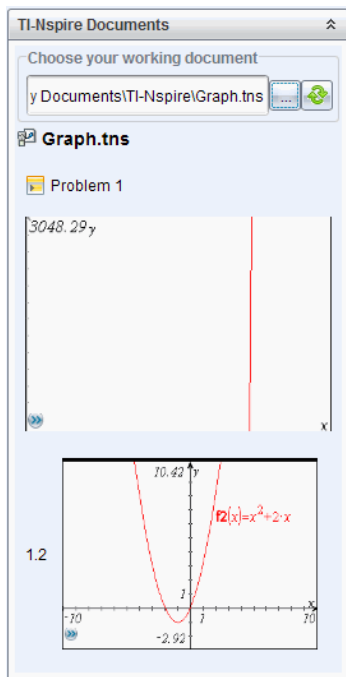 TI-Nspire Documents
Choose your working document
y Documents\TI-Nspire\Graph.tns ...
Graph.tns
Problem 1
3048.29 y
x
1.2
10.42 y
f2(x)=x²+2·x
1
x
-10 1 10
-2.92